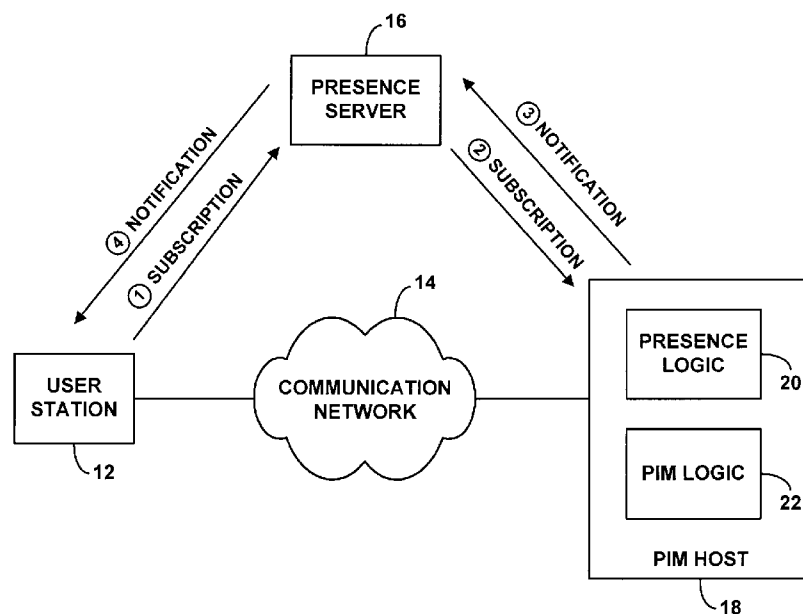 16
PRESENCE
SERVER
④ NOTIFICATION
① SUBSCRIPTION
③ NOTIFICATION
② SUBSCRIPTION
14
COMMUNICATION
NETWORK
USER
STATION
12
PRESENCE
LOGIC
20
PIM LOGIC
22
PIM HOST
18